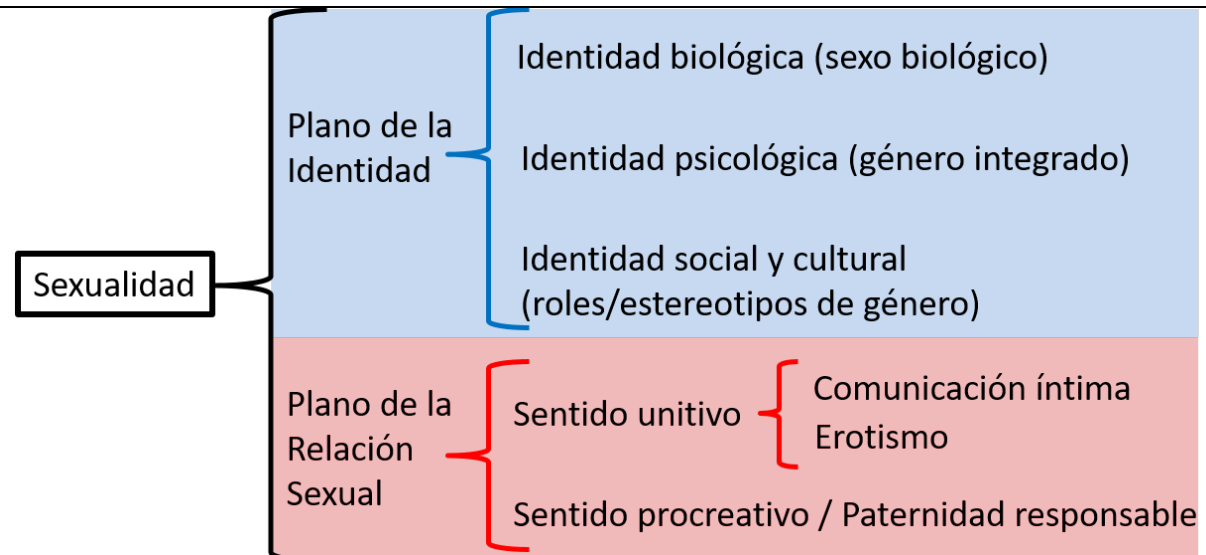 Sexualidad
Plano de la
Identidad
Identidad biológica (sexo biológico)
Identidad psicológica (género integrado)
Identidad social y cultural
(roles/estereotipos de género)
Plano de la
Relación
Sexual
Sentido unitivo
Comunicación íntima
Erotismo
Sentido procreativo / Paternidad responsable